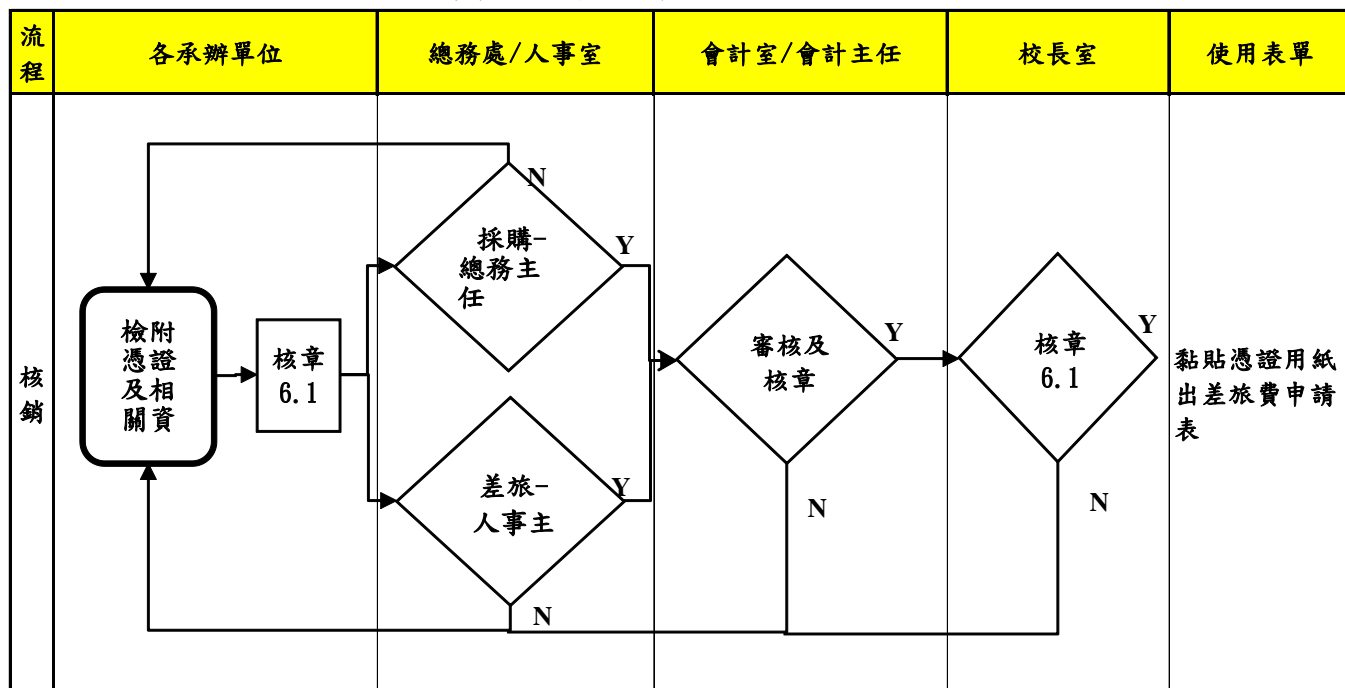 流
程
各承辦單位
總務處/人事室
會計室/會計主任
校長室
使用表單
核
銷
檢附
憑證
及相
關資
核章
6.1
採購-
總務主
任
N
Y
差旅-
人事主
Y
N
審核及
核章
Y
N
核章
6.1
Y
N
黏貼憑證用紙
出差旅費申請
表